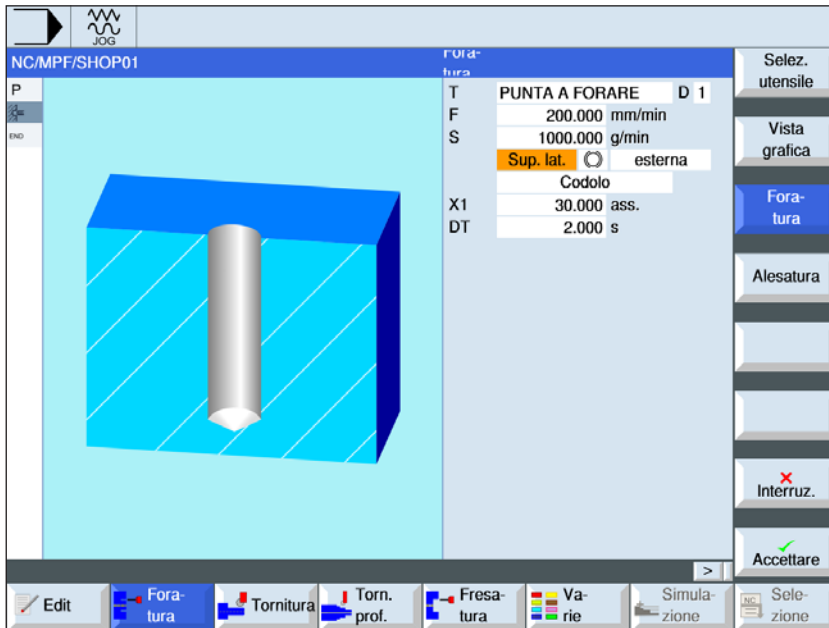 JOG
NC/MPF/SHOP01
Fora-
tura
P
END
T PUNTA A FORARE D 1
F 200.000 mm/min
S 1000.000 g/min
Sup. lat. esterna
Codolo
X1 30.000 ass.
DT 2.000 s
Selez.
utensile
Vista
grafica
Fora-
tura
Alesatura
Interruz.
Accettare
>
Edit
Fora-
tura
Tornitura
Torn.
prof.
Fresa-
tura
Va-
rie
Simula-
zione
NC
Sele-
zione